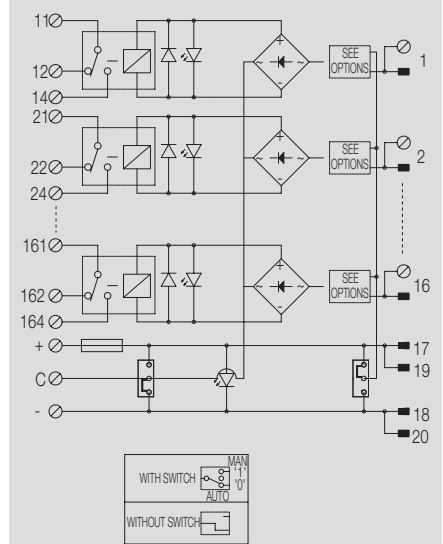 11
12
14
+
~
~
-
SEE
OPTIONS
1
21
22
24
+
~
~
-
SEE
OPTIONS
2
161
162
164
+
~
~
-
SEE
OPTIONS
16
+
17
19
C
-
18
20
WITH SWITCH
MAN
'1'
'0'
AUTO
WITHOUT SWITCH